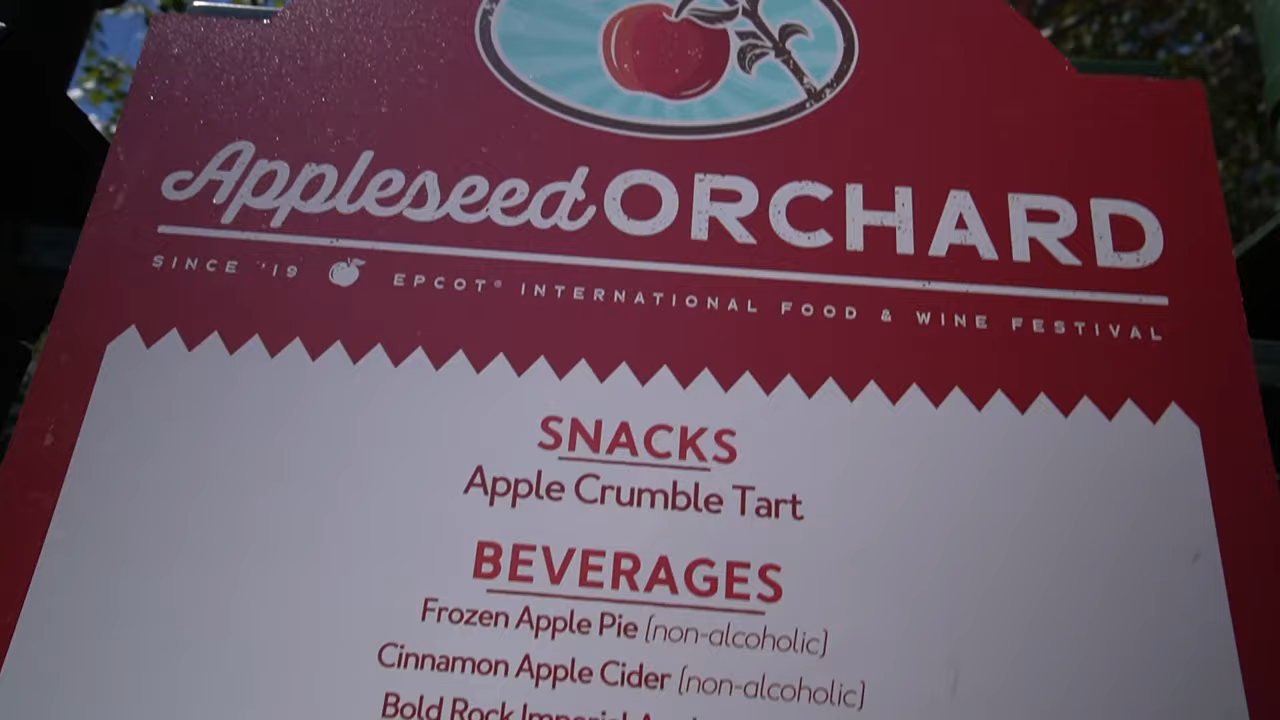 Appleseed ORCHARD
SINCE '19 EPCOT® INTERNATIONAL FOOD & WINE FESTIVAL
SNACKS
Apple Crumble Tart
BEVERAGES
Frozen Apple Pie (non-alcoholic)
Cinnamon Apple Cider (non-alcoholic)
Bold Rock Imperial